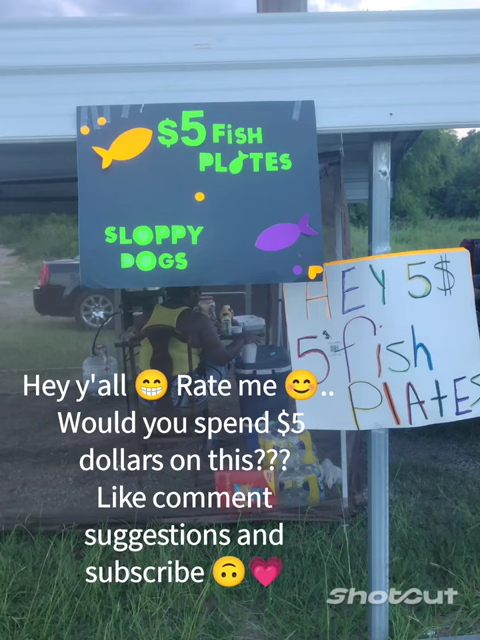 $5 FiSH
PLATES
SLOPPY
DOGS
HEY 5$
5 fish
PlAtES
Hey y'all 😁 Rate me 😊..
Would you spend $5
dollars on this???
Like comment
suggestions and
subscribe 🙃💗
ShotCut